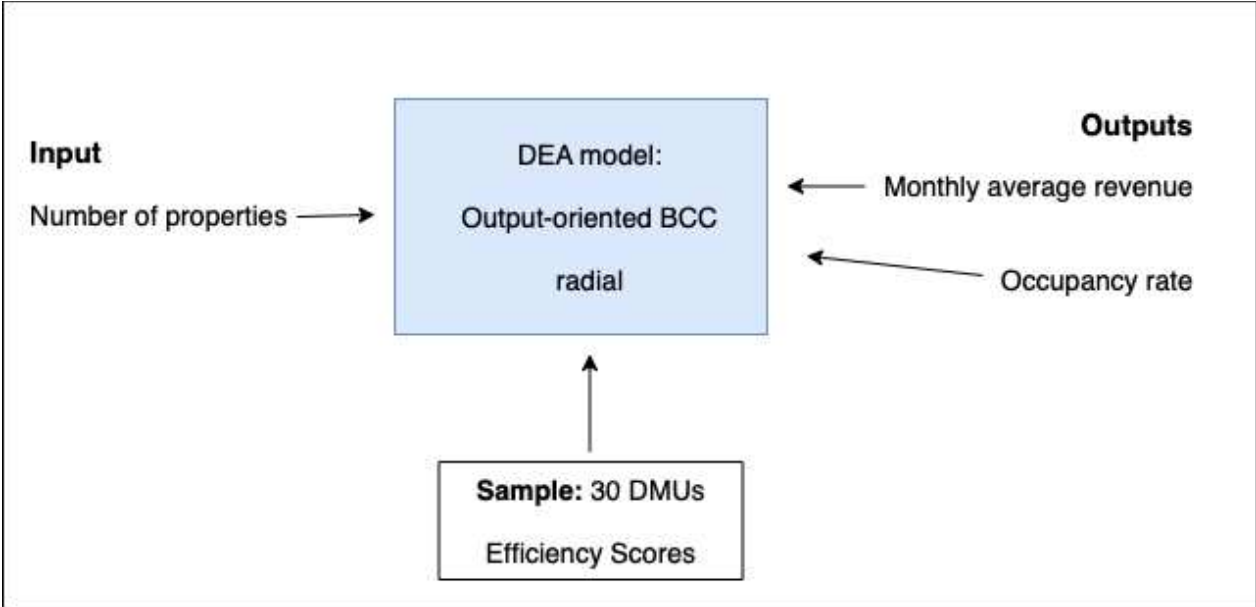 Input
Number of properties
DEA model:
Output-oriented BCC
radial
Outputs
Monthly average revenue
Occupancy rate
Sample: 30 DMUs
Efficiency Scores